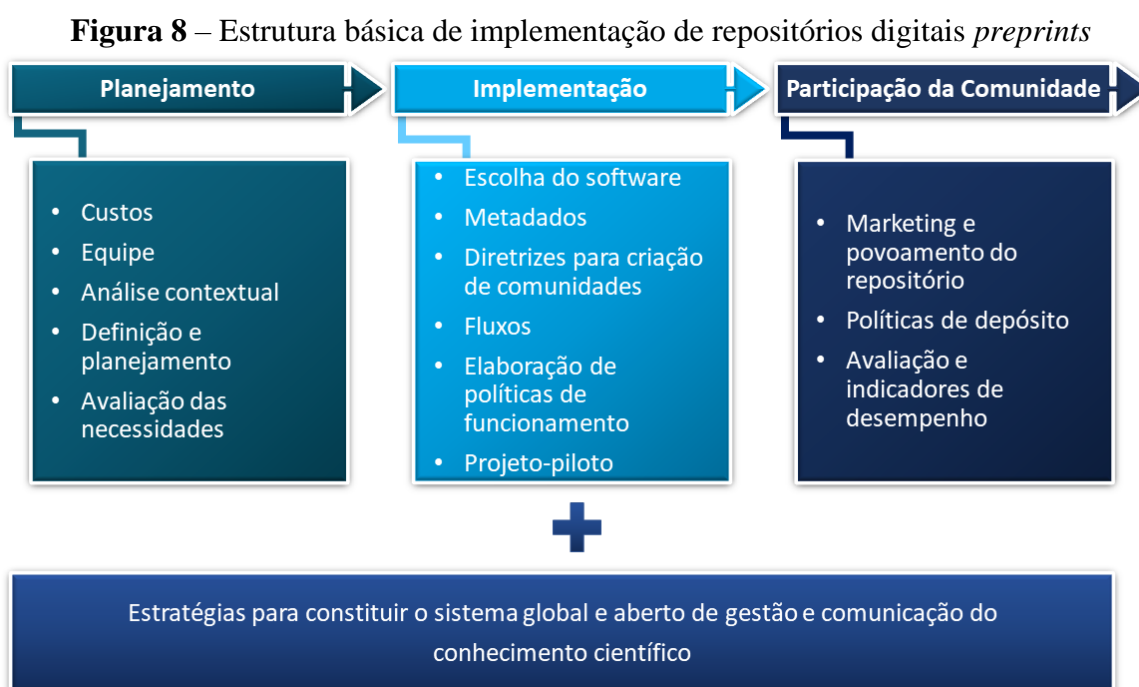 Figura 8 – Estrutura básica de implementação de repositórios digitais preprints
Planejamento
Implementação
Participação da Comunidade
• Custos
• Equipe
• Análise contextual
• Definição e
planejamento
• Avaliação das
necessidades
• Escolha do software
• Metadados
• Diretrizes para criação
de comunidades
• Fluxos
• Elaboração de
políticas de
funcionamento
• Projeto-piloto
• Marketing e
povoamento do
repositório
• Políticas de depósito
• Avaliação e
indicadores de
desempenho
Estratégias para constituir o sistema global e aberto de gestão e comunicação do
conhecimento científico